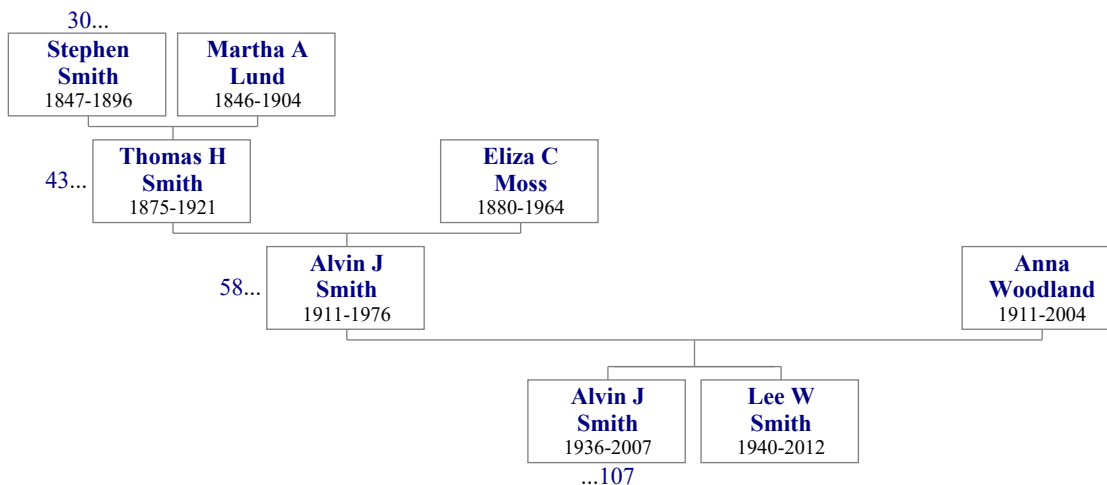 30...
Stephen
Smith
1847-1896
Martha A
Lund
1846-1904
43...
Thomas H
Smith
1875-1921
Eliza C
Moss
1880-1964
58...
Alvin J
Smith
1911-1976
Anna
Woodland
1911-2004
Alvin J
Smith
1936-2007
Lee W
Smith
1940-2012
...107